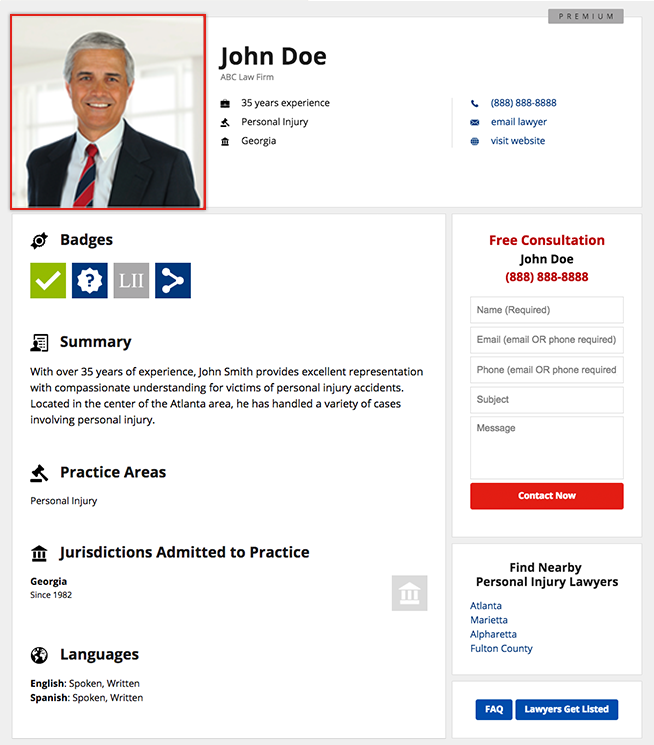 PREMIUM
John Doe
ABC Law Firm
35 years experience
Personal Injury
Georgia
(888) 888-8888
email lawyer
visit website
Badges
LII
Summary
With over 35 years of experience, John Smith provides excellent representation
with compassionate understanding for victims of personal injury accidents.
Located in the center of the Atlanta area, he has handled a variety of cases
involving personal injury.
Practice Areas
Personal Injury
Jurisdictions Admitted to Practice
Georgia
Since 1982
Languages
English: Spoken, Written
Spanish: Spoken, Written
Free Consultation
John Doe
(888) 888-8888
Name (Required)
Email (email OR phone required)
Phone (email OR phone required
Subject
Message
Contact Now
Find Nearby
Personal Injury Lawyers
Atlanta
Marietta
Alpharetta
Fulton County
FAQ
Lawyers Get Listed